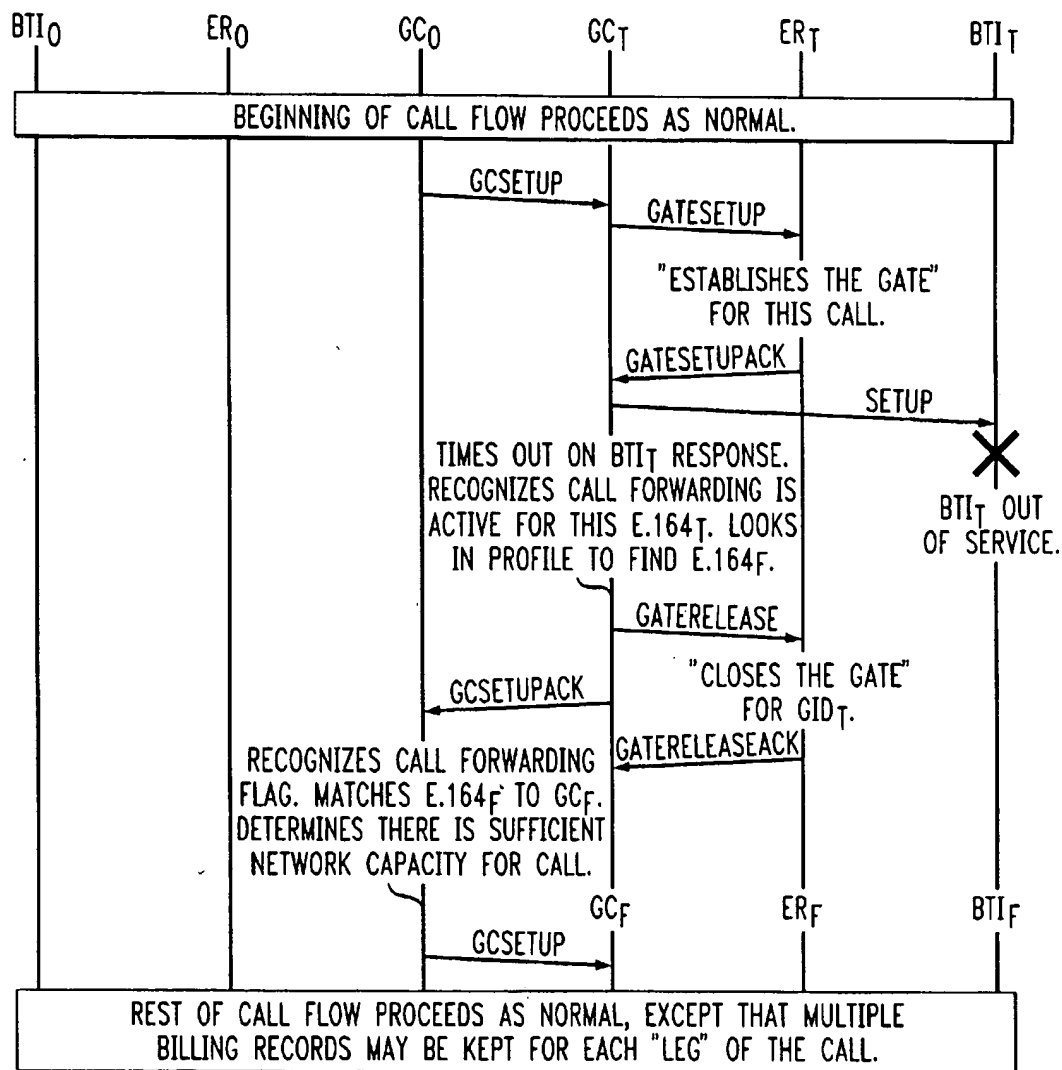 BTIO ERO GCO GCT ERT BTIT
BEGINNING OF CALL FLOW PROCEEDS AS NORMAL.
GCSETUP
GATESETUP
"ESTABLISHES THE GATE"
FOR THIS CALL.
GATESETUPACK
SETUP
TIMES OUT ON BTIT RESPONSE.
RECOGNIZES CALL FORWARDING IS
ACTIVE FOR THIS E.164T. LOOKS
IN PROFILE TO FIND E.164F.
BTIT OUT
OF SERVICE.
GATERELEASE
"CLOSES THE GATE"
FOR GIDT.
GCSETUPACK
GATERELEASEACK
RECOGNIZES CALL FORWARDING
FLAG. MATCHES E.164F TO GCF.
DETERMINES THERE IS SUFFICIENT
NETWORK CAPACITY FOR CALL.
GCF ERF BTIF
GCSETUP
REST OF CALL FLOW PROCEEDS AS NORMAL, EXCEPT THAT MULTIPLE
BILLING RECORDS MAY BE KEPT FOR EACH "LEG" OF THE CALL.